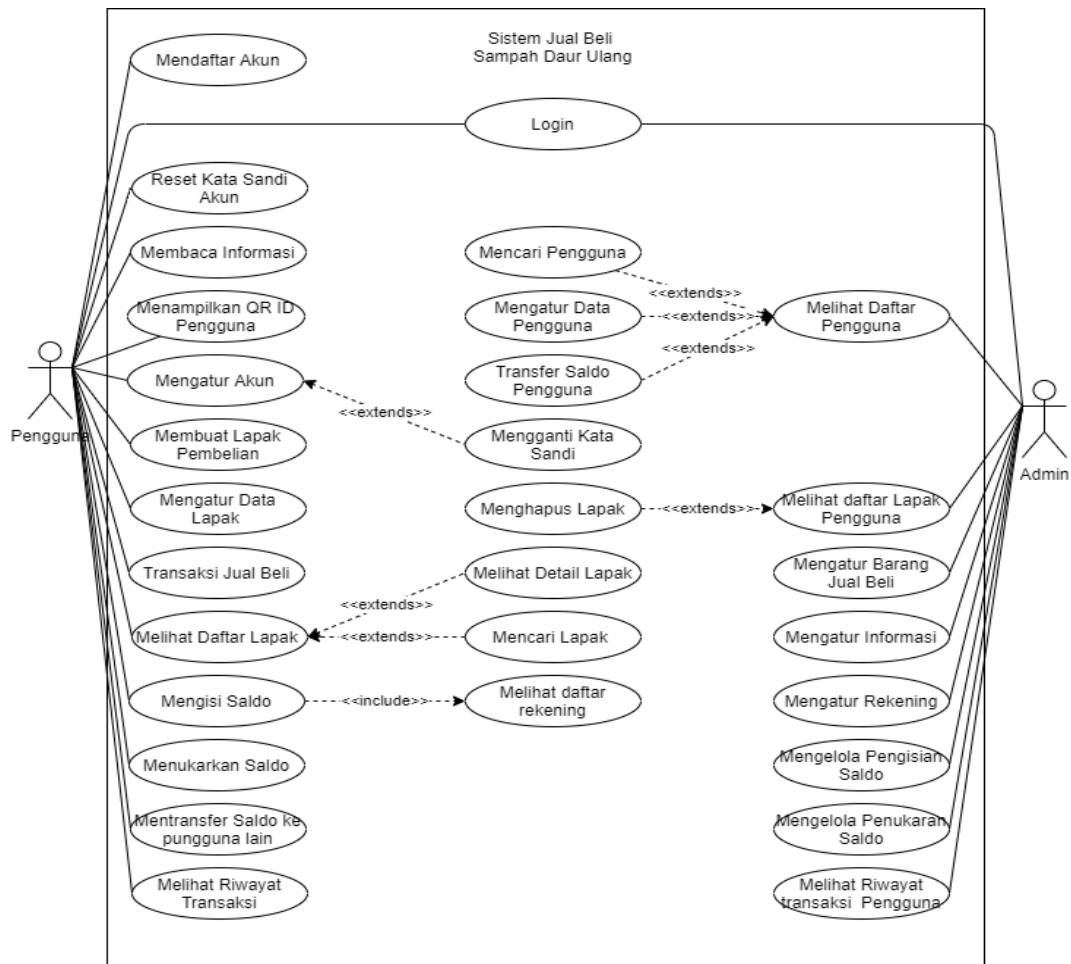 Sistem Jual Beli
Sampah Daur Ulang
Mendaftar Akun
Login
Reset Kata Sandi
Akun
Membaca Informasi
Mencari Pengguna
<<extends>>
Menampilkan QR ID
Pengguna
Mengatur Data
Pengguna
<<extends>>
Melihat Daftar
Pengguna
<<extends>>
Mengatur Akun
Transfer Saldo
Pengguna
<<extends>>
Pengguna
Membuat Lapak
Pembelian
Mengganti Kata
Sandi
Admin
Mengatur Data
Lapak
Menghapus Lapak
<<extends>>
Melihat daftar Lapak
Pengguna
Transaksi Jual Beli
Melihat Detail Lapak
Mengatur Barang
Jual Beli
<<extends>>
Melihat Daftar Lapak
<<extends>>
Mencari Lapak
Mengatur Informasi
Mengisi Saldo
<<include>>
Melihat daftar
rekening
Mengatur Rekening
Menukarkan Saldo
Mengelola Pengisian
Saldo
Mentransfer Saldo ke
pungguna lain
Mengelola Penukaran
Saldo
Melihat Riwayat
Transaksi
Melihat Riwayat
transaksi Pengguna